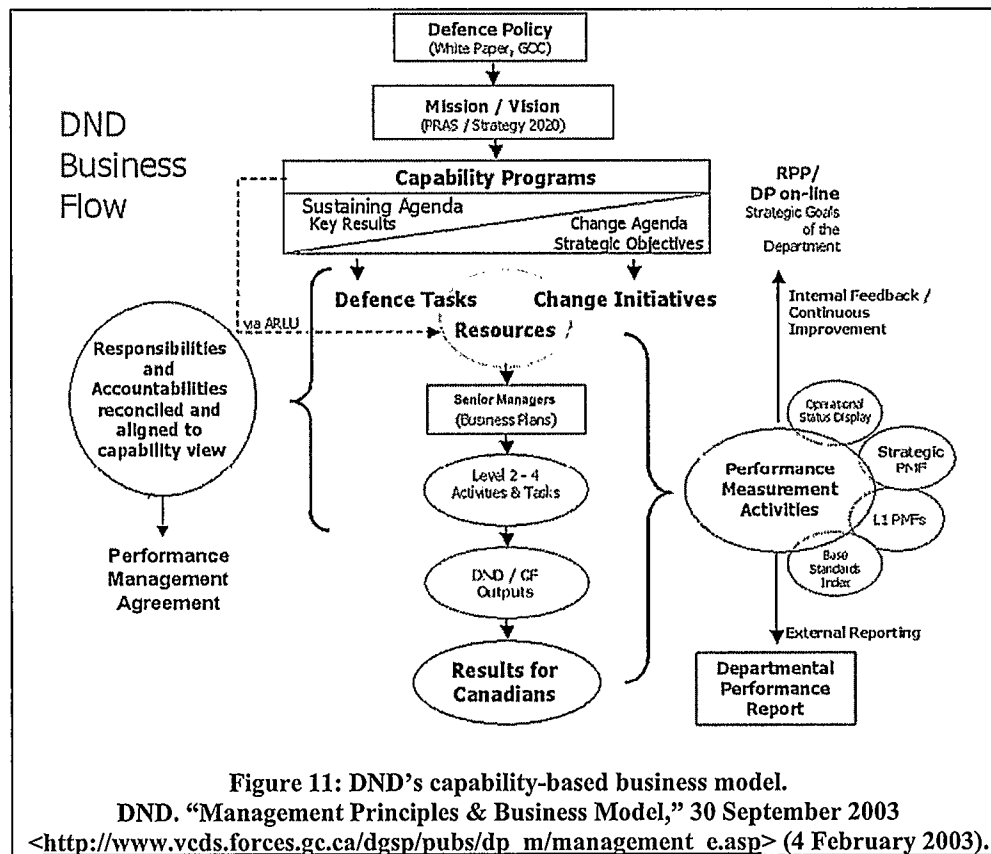 Defence Policy
(White Paper, GCC)
Mission / Vision
(PRAS / Strategy 2020)
DND
Business
Flow
Capability Programs
Sustaining Agenda
Key Results
Change Agenda
Strategic Objectives
RPP/
DP on-line
Strategic Goals
of the
Department
Defence Tasks
Change Initiatives
via ARLU
Resources
Internal Feedback /
Continuous
Improvement
Responsibilities
and
Accountabilities
reconciled and
aligned to
capability view
Senior Managers
(Business Plans)
Operational
Status Display
Strategic
PMF
Performance
Measurement
Activities
Level 2 - 4
Activities & Tasks
L1 PMFs
Base
Standards
Index
Performance
Management
Agreement
DND / CF
Outputs
External Reporting
Results for
Canadians
Departmental
Performance
Report
Figure 11: DND's capability-based business model.
DND. “Management Principles & Business Model,” 30 September 2003
<http://www.vcds.forces.gc.ca/dgsp/pubs/dp_m/management_e.asp> (4 February 2003).